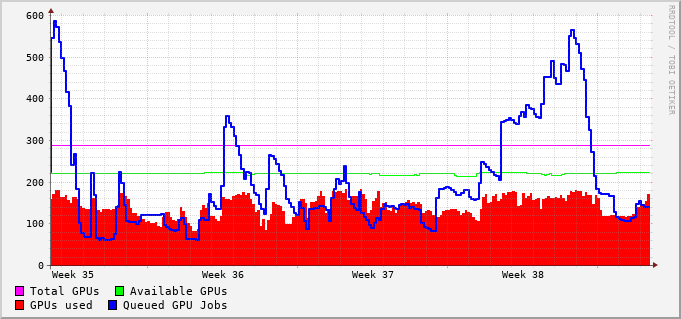 600
500
400
300
200
100
0
Week 35 Week 36 Week 37 Week 38
Total GPUs Available GPUs
GPUs used Queued GPU Jobs
RRDTOOL / TOBI OETIKER